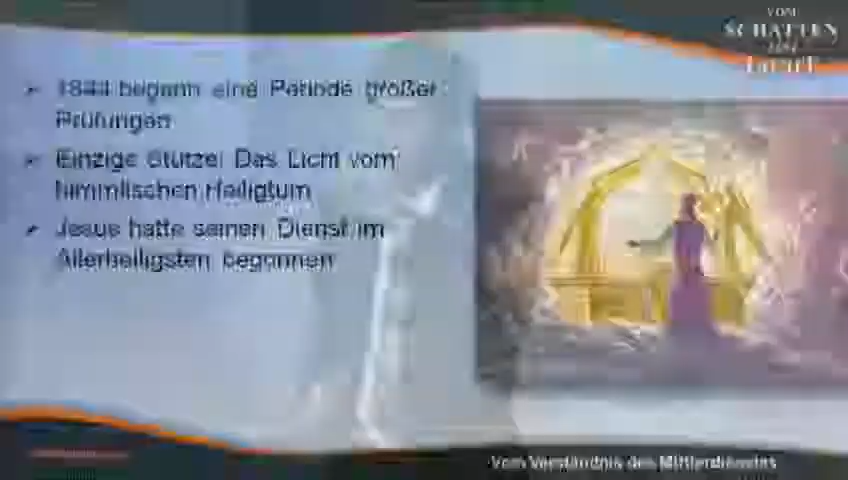 VOM
SCHATTEN
ZUM
LICHT
1844 begann eine Periode großer
Prüfungen
Einzige Stütze: Das Licht vom
himmlischen Heiligtum
Jesus hatte seinen Dienst im
Allerheiligsten begonnen
Vom Verständnis des Mittlerdienstes